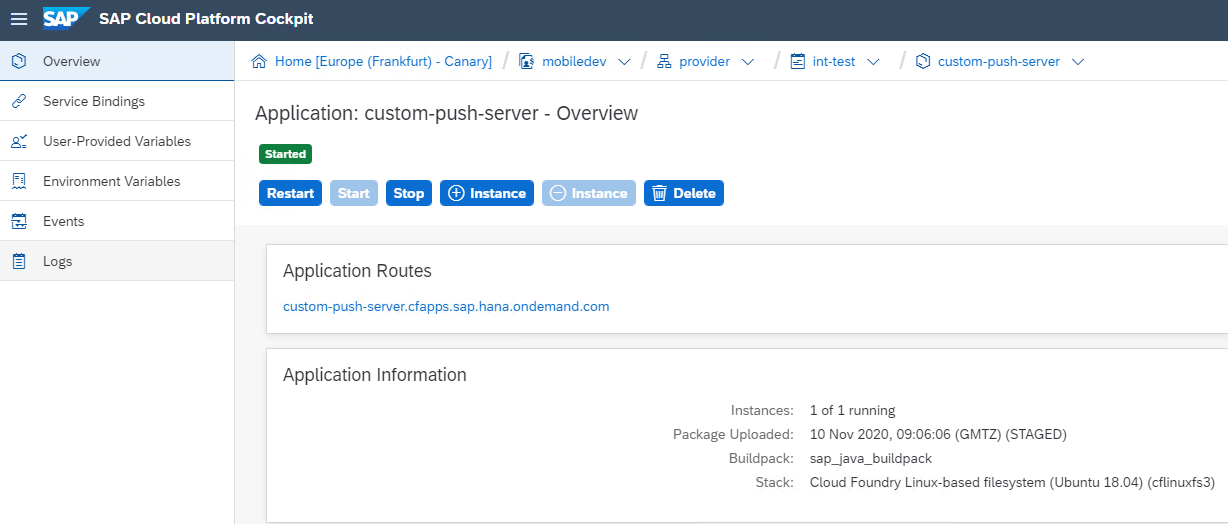 SAP SAP Cloud Platform Cockpit
Overview
Service Bindings
User-Provided Variables
Environment Variables
Events
Logs
Home [Europe (Frankfurt) - Canary] / mobiledev / provider / int-test / custom-push-server
Application: custom-push-server - Overview
Started
Restart Start Stop Instance Instance Delete
Application Routes
custom-push-server.cfapps.sap.hana.ondemand.com
Application Information
Instances: 1 of 1 running
Package Uploaded: 10 Nov 2020, 09:06:06 (GMTZ) (STAGED)
Buildpack: sap_java_buildpack
Stack: Cloud Foundry Linux-based filesystem (Ubuntu 18.04) (cflinuxfs3)